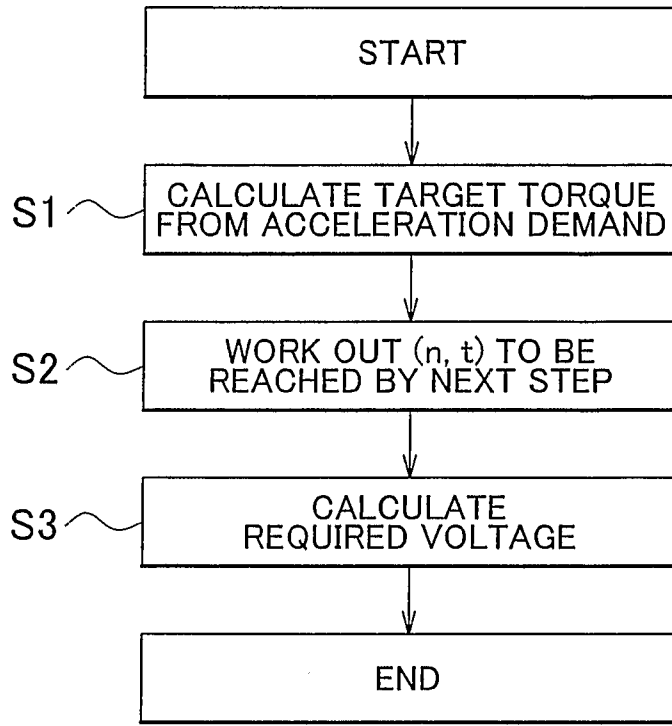 START
S1
CALCULATE TARGET TORQUE
FROM ACCELERATION DEMAND
S2
WORK OUT (n, t) TO BE
REACHED BY NEXT STEP
S3
CALCULATE
REQUIRED VOLTAGE
END